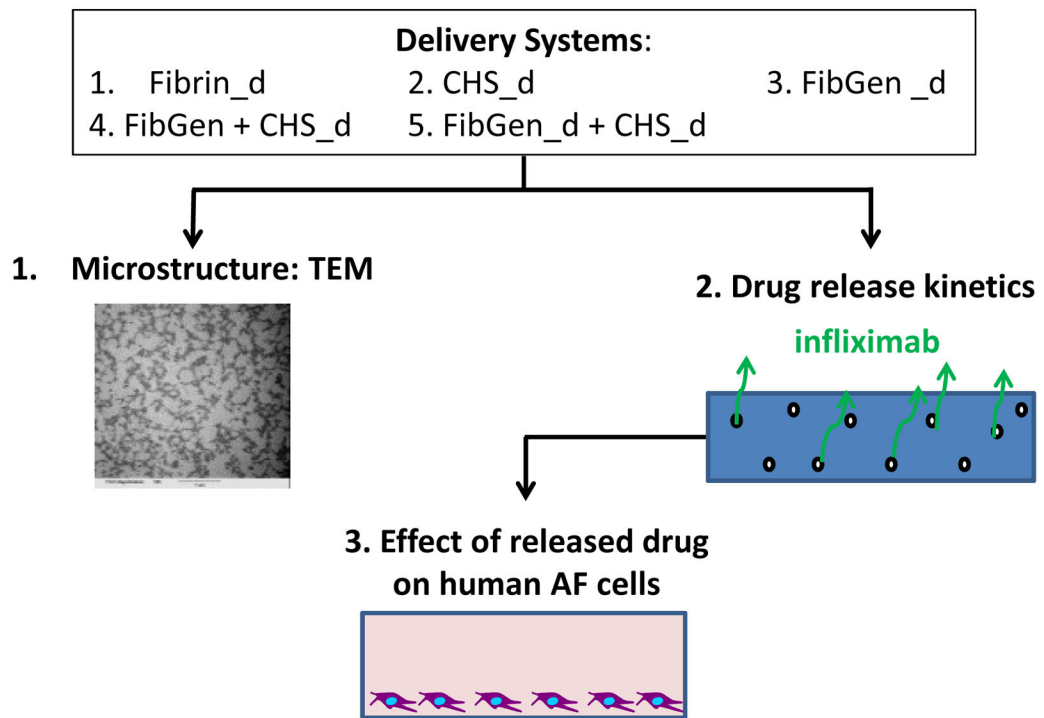 Delivery Systems:
1. Fibrin_d 2. CHS_d 3. FibGen _d
4. FibGen + CHS_d 5. FibGen_d + CHS_d
1. Microstructure: TEM
2. Drug release kinetics
infliximab
3. Effect of released drug
on human AF cells